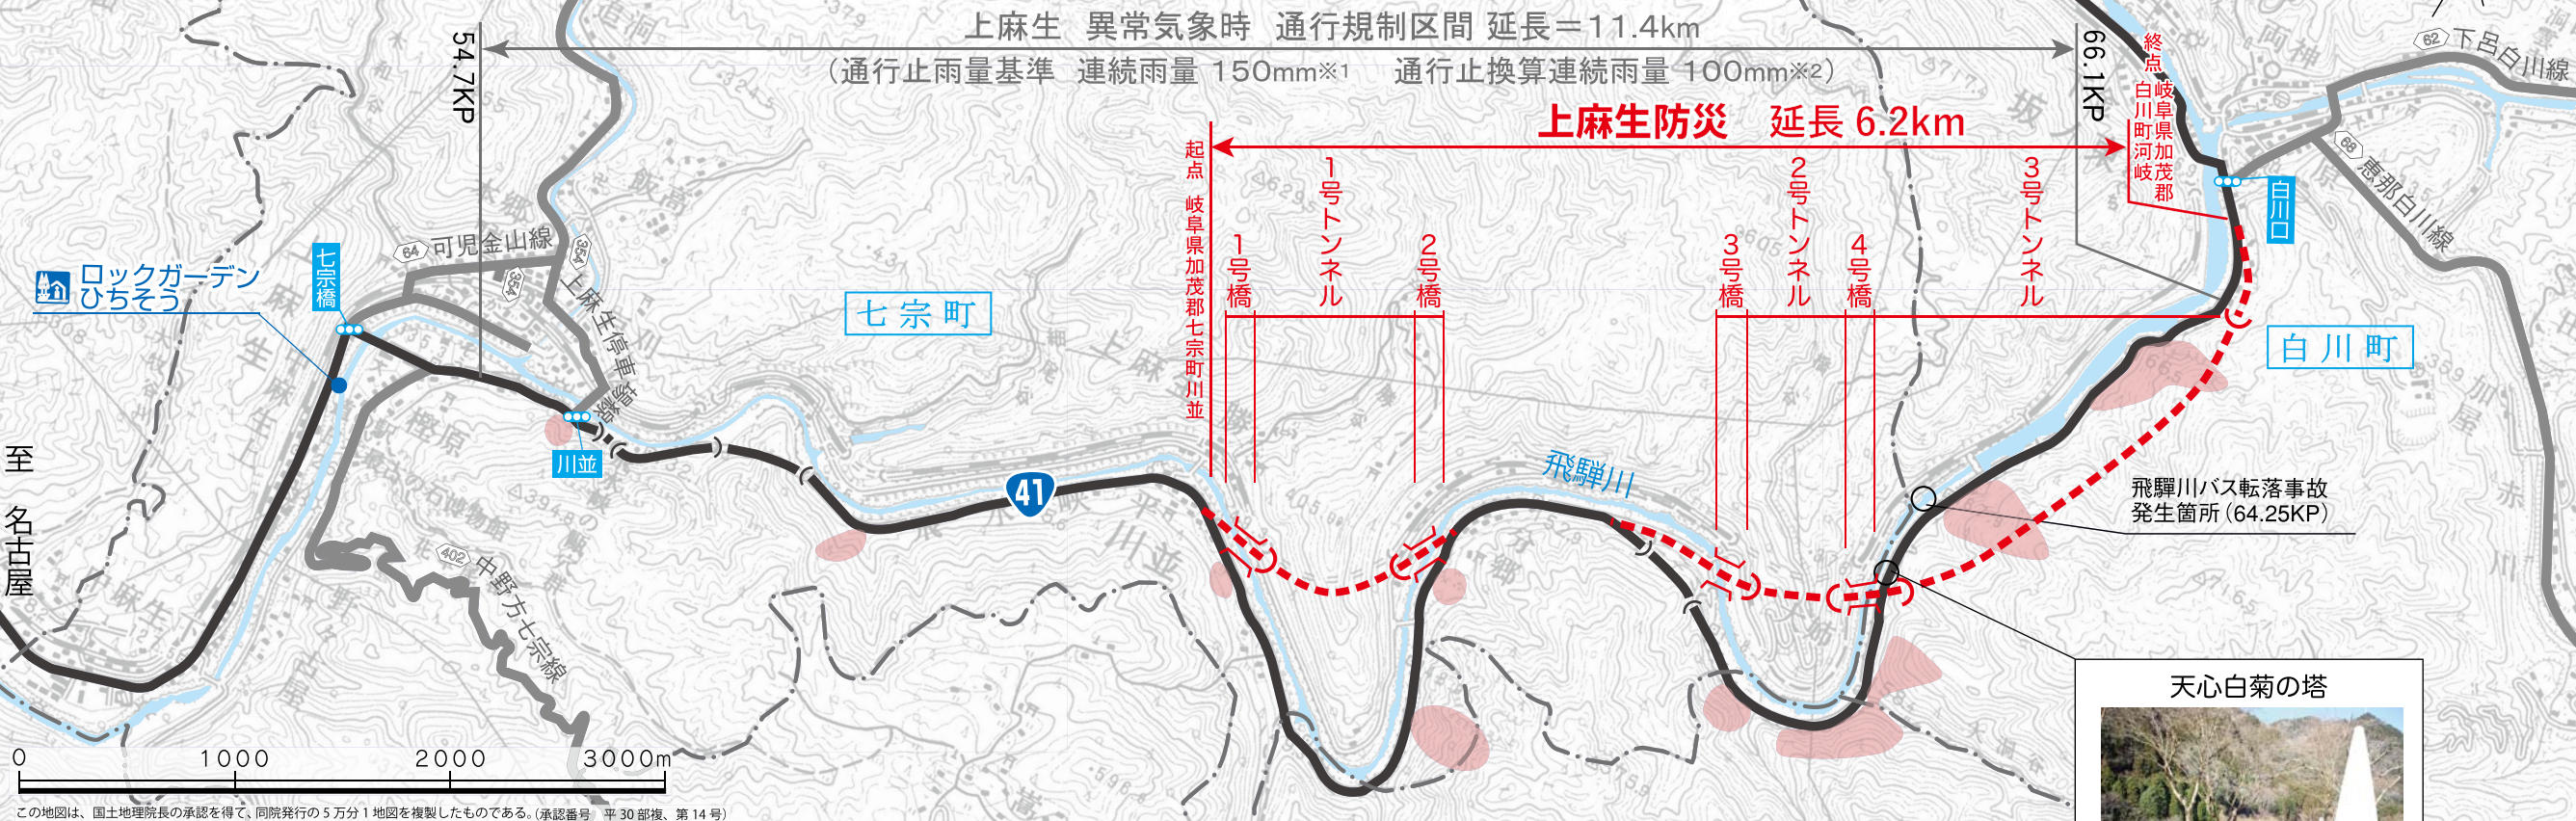 上麻生 異常気象時 通行規制区間 延長＝11.4km
（通行止雨量基準 連続雨量 150mm※1 通行止換算連続雨量 100mm※2）
54.7KP
66.1KP
上麻生防災 延長 6.2km
起点 岐阜県加茂郡七宗町川並
終点 岐阜県加茂郡
白川町河岐
1号橋
1号トンネル
2号橋
3号橋
2号トンネル
4号橋
3号トンネル
62 下呂白川線
68 恵那白川線
白川口
白川町
七宗町
64 可児金山線
354
354
上麻生停車場線
七宗橋
ロックガーデン
ひちそう
川並
41
飛騨川
402 中野方七宗線
至 名古屋
飛騨川バス転落事故
発生箇所（64.25KP）
天心白菊の塔
0 1000 2000 3000m
この地図は、国土地理院長の承認を得て、同院発行の5万分1地図を複製したものである。（承認番号 平30部複、第14号）